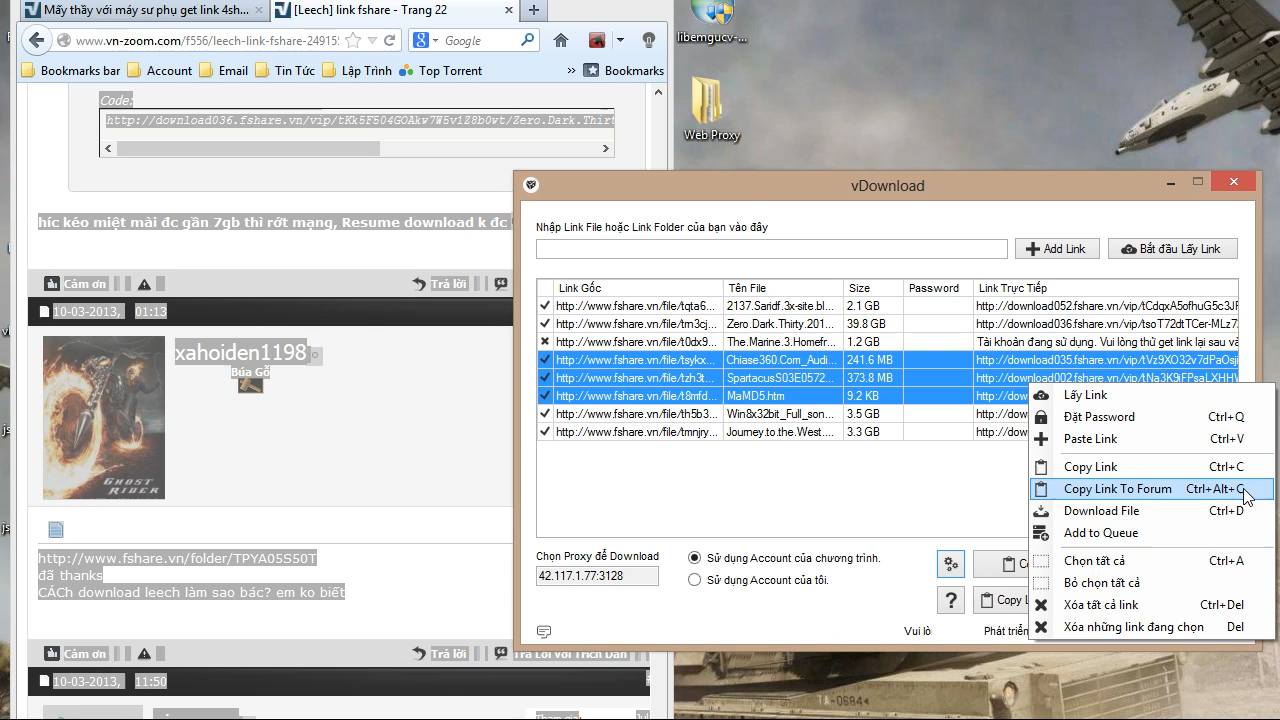 Mấy thầy với máy sư phụ get link 4sh...
[Leech] link fshare - Trang 22
www.vn-zoom.com/f556/leech-link-fshare-24915
Google
Bookmarks bar
Account
Email
Tin Tức
Lập Trình
Top Torrent
»
Bookmarks
libemgucv-...
Web Proxy
Code:
http://download036.fshare.vn/vip/tKk5F504GOAkw7W5v1Z8b0wt/Zero.Dark.Thirt
híc kéo miệt mài đc gần 7gb thì rớt mạng, Resume download k đc
Cảm ơn
Trả lời
10-03-2013, 01:13
xahoiden1198
Búa Gỗ
GHOST RIDER
http://www.fshare.vn/folder/TPYA05S50T
đã thanks
CÁCh download leech làm sao bác? em ko biết
Cảm ơn
Trả lời
Trả Lời Với Trích Dẫn
10-03-2013, 11:50
vDownload
Nhập Link File hoặc Link Folder của bạn vào đây
Add Link
Bắt đầu Lấy Link
Link Gốc Tên File Size Password Link Trực Tiếp
http://www.fshare.vn/file/tqta6... 2137.Sanctf.3x-site.bl... 2.1 GB http://download052.fshare.vn/vip/tCdqxA5ofhuG5c3JF
http://www.fshare.vn/file/tm3cj... Zero.Dark.Thirty.201... 39.8 GB http://download036.fshare.vn/vip/tsoT72dtTCer-MLz7
http://www.fshare.vn/file/t0dx9... The.Marine.3.Homefr... 1.2 GB Tài khoản đang sử dụng. Vui lòng thử get link lại sau và
http://www.fshare.vn/file/tsykx... Chiase360.Com_Audi... 241.6 MB http://download035.fshare.vn/vip/tVz9XO32v7dPaOsji
http://www.fshare.vn/file/tzh3t... SpartacusS03E0572... 373.8 MB http://download002.fshare.vn/vip/tNa3K9iFPsaLXHHV
http://www.fshare.vn/file/t8mfd... MaMD5.htm 9.2 KB http://dow
http://www.fshare.vn/file/th5b3... Win8x32bit_Full_son... 3.5 GB http://dow
http://www.fshare.vn/file/tmnjry... Journey.to.the.West.... 3.3 GB http://dow
Lấy Link
Đặt Password Ctrl+Q
Paste Link Ctrl+V
Copy Link Ctrl+C
Copy Link To Forum Ctrl+Alt+C
Download File Ctrl+D
Add to Queue
Chọn tất cả Ctrl+A
Bỏ chọn tất cả
Xóa tất cả link Ctrl+Del
Xóa những link đang chọn Del
Chọn Proxy để Download
42.117.1.77:3128
Sử dụng Account của chương trình.
Sử dụng Account của tôi.
?
Copy L
Vui lò
Phát triển
TA-0684